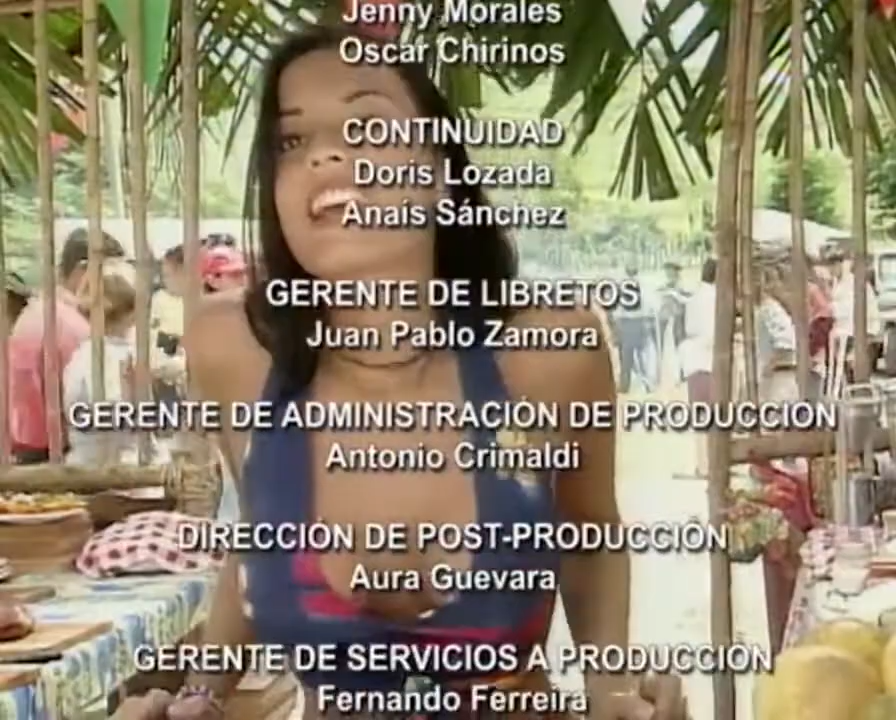 Jenny Morales
Oscar Chirinos
CONTINUIDAD
Doris Lozada
Anaís Sánchez
GERENTE DE LIBRETOS
Juan Pablo Zamora
GERENTE DE ADMINISTRACIÓN DE PRODUCCIÓN
Antonio Crimaldi
DIRECCIÓN DE POST-PRODUCCIÓN
Aura Guevara
GERENTE DE SERVICIOS A PRODUCCIÓN
Fernando Ferreira